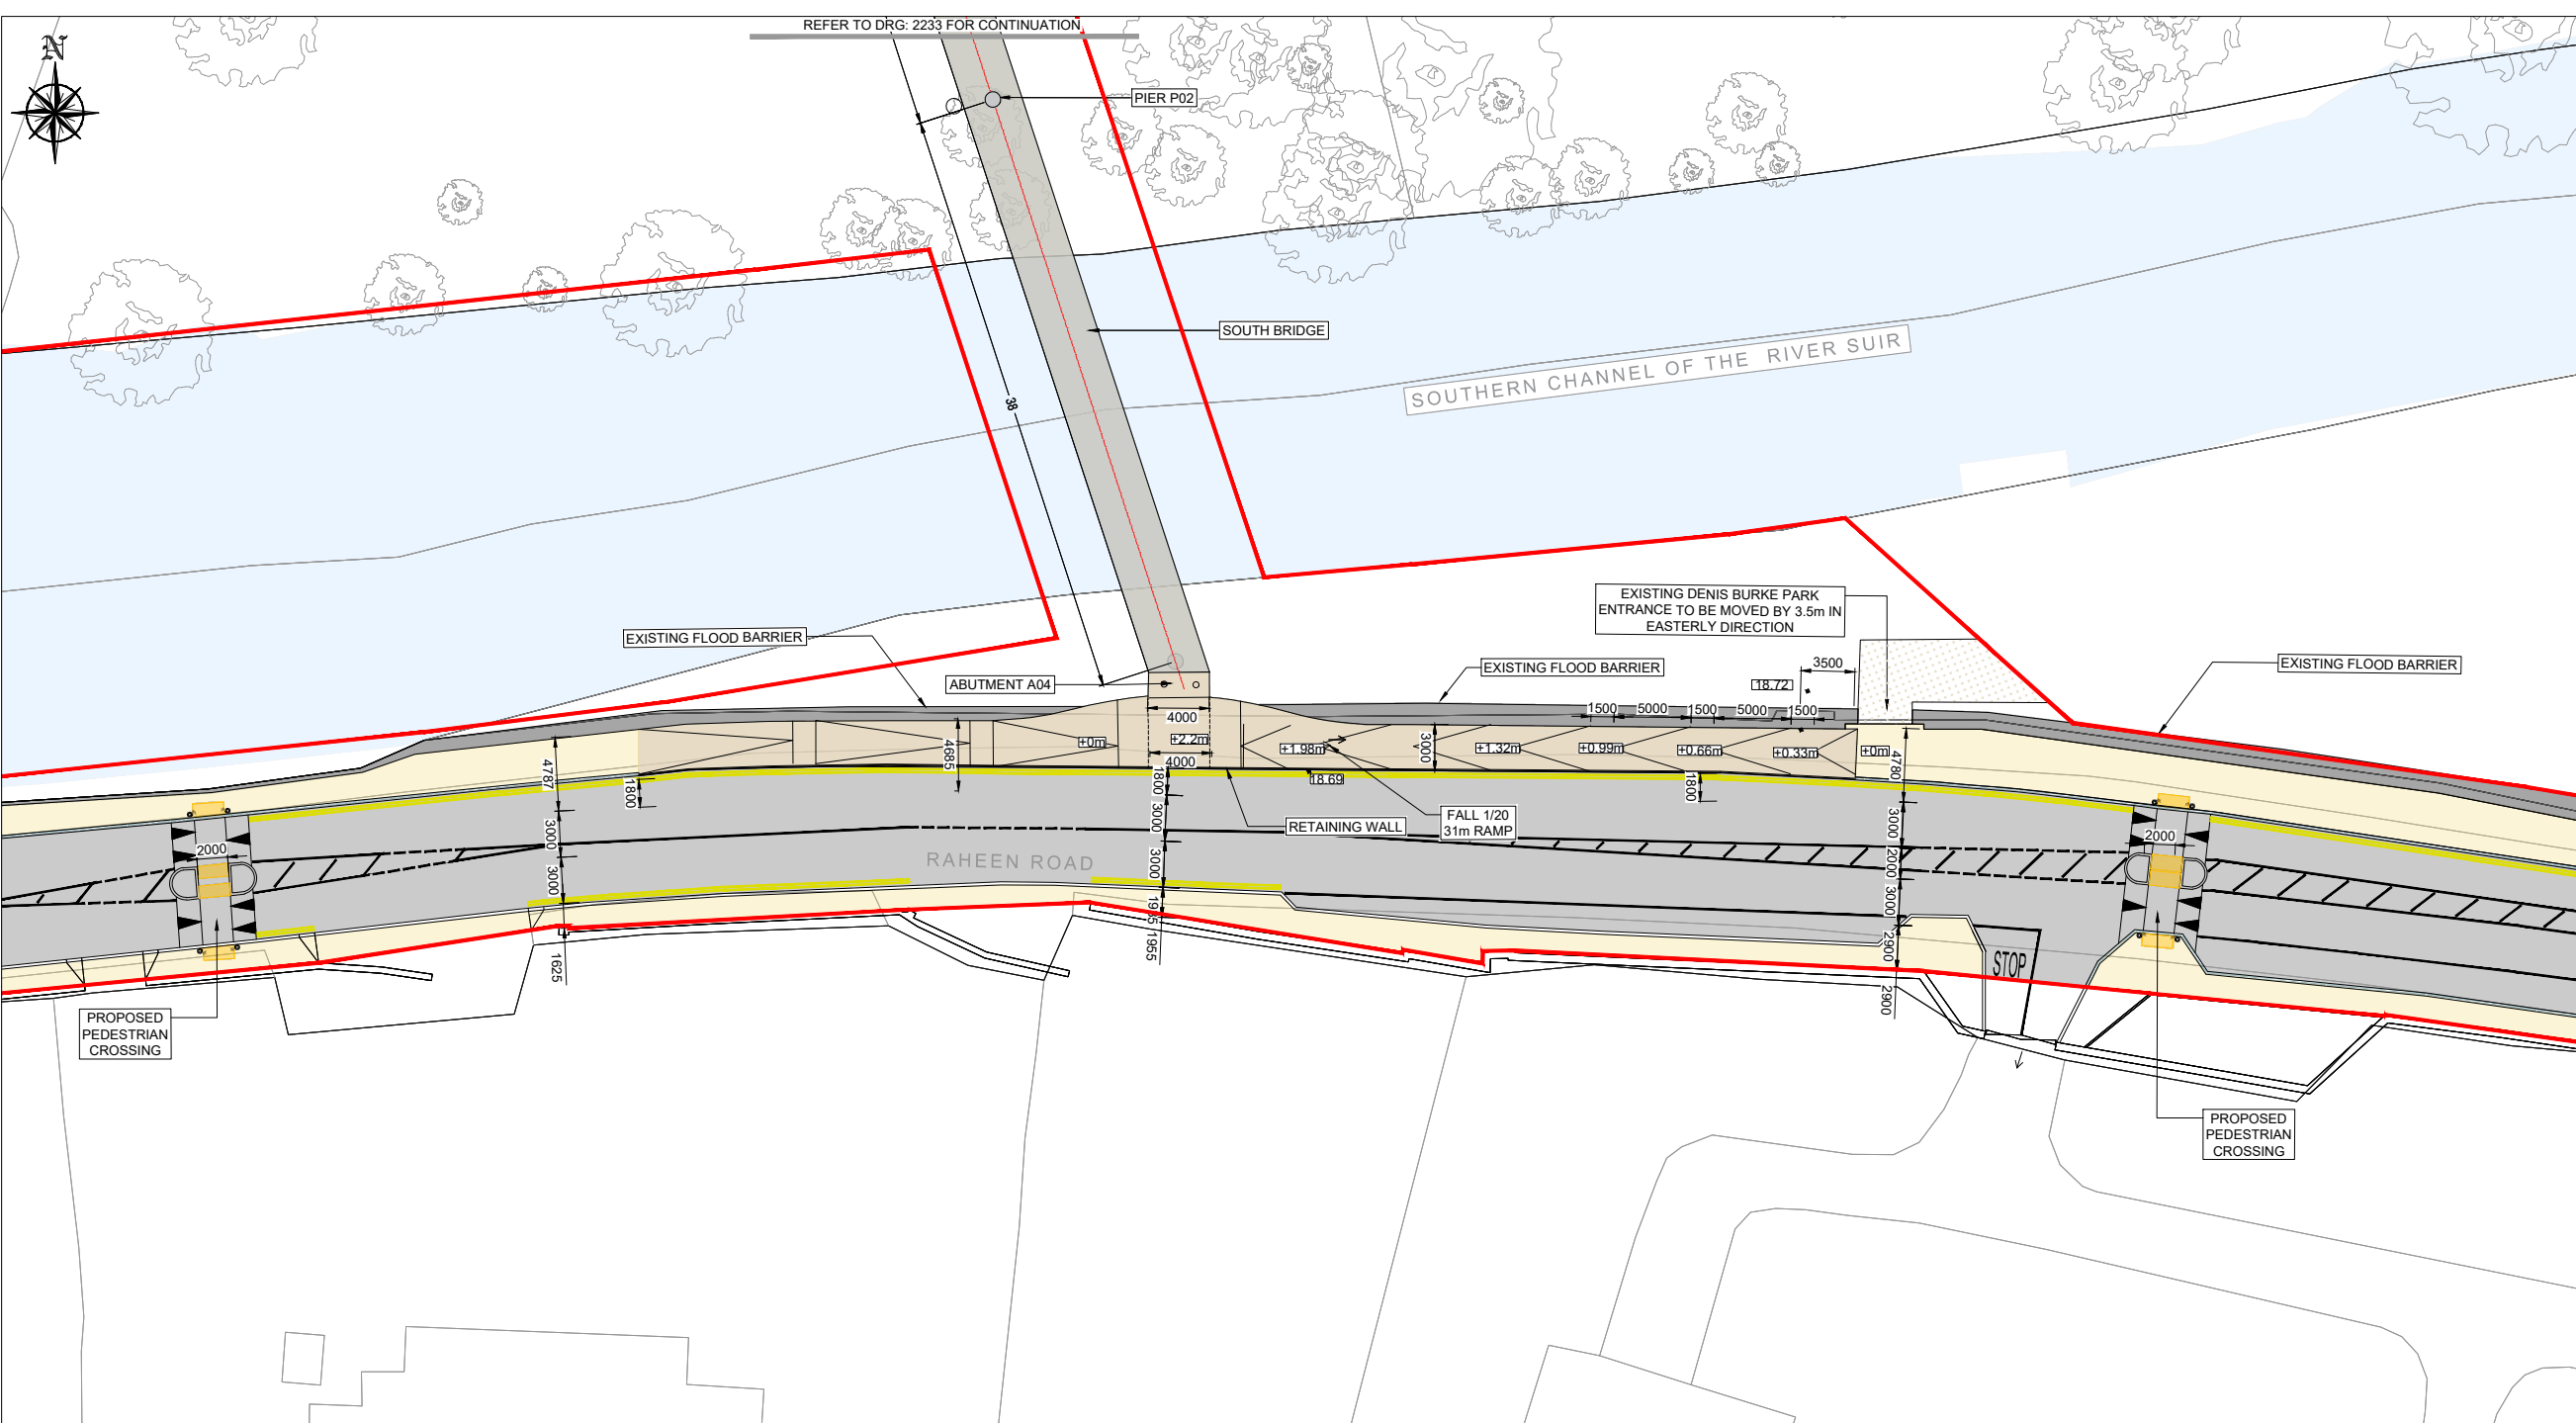 REFER TO DRG: 2233 FOR CONTINUATION
N
PIER P02
SOUTH BRIDGE
SOUTHERN CHANNEL OF THE RIVER SUIR
38
EXISTING DENIS BURKE PARK
ENTRANCE TO BE MOVED BY 3.5m IN
EASTERLY DIRECTION
EXISTING FLOOD BARRIER
EXISTING FLOOD BARRIER
EXISTING FLOOD BARRIER
3500
ABUTMENT A04
18.72
4000
1500
5000
1500
5000
1500
4787
4685
+0m
+2.2m
+1.98m
3000
+1.32m
+0.99m
+0.66m
+0.33m
+0m
4780
4000
18.69
1800
1800
1800
FALL 1/20
31m RAMP
RETAINING WALL
3000
3000
3000
2000
2000
2000
RAHEEN ROAD
3000
3000
3000
1955
1955
1625
2900
2900
STOP
PROPOSED
PEDESTRIAN
CROSSING
PROPOSED
PEDESTRIAN
CROSSING